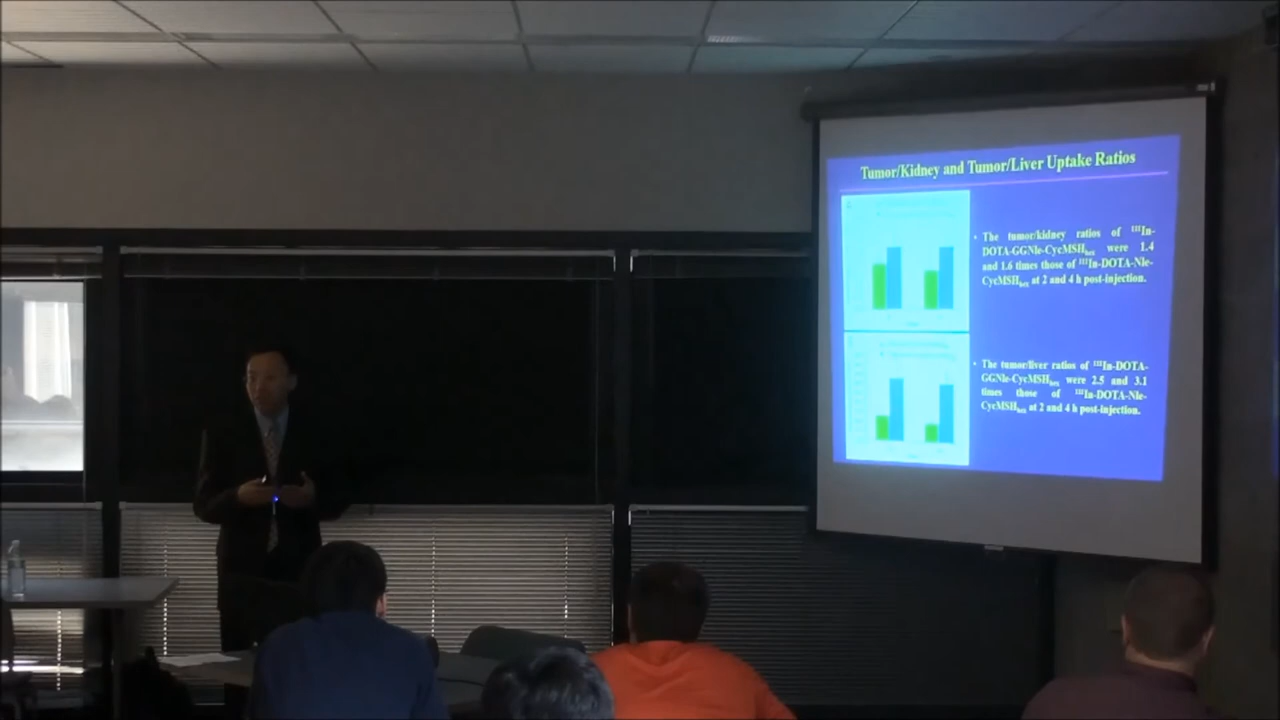 Tumor/Kidney and Tumor/Liver Uptake Ratios
• The tumor/kidney ratios of ¹¹¹In-
DOTA-GGNle-CycMSHhex were 1.4
and 1.6 times those of ¹¹¹In-DOTA-Nle-
CycMSHhex at 2 and 4 h post-injection.
• The tumor/liver ratios of ¹¹¹In-DOTA-
GGNle-CycMSHhex were 2.5 and 3.1
times those of ¹¹¹In-DOTA-Nle-
CycMSHhex at 2 and 4 h post-injection.